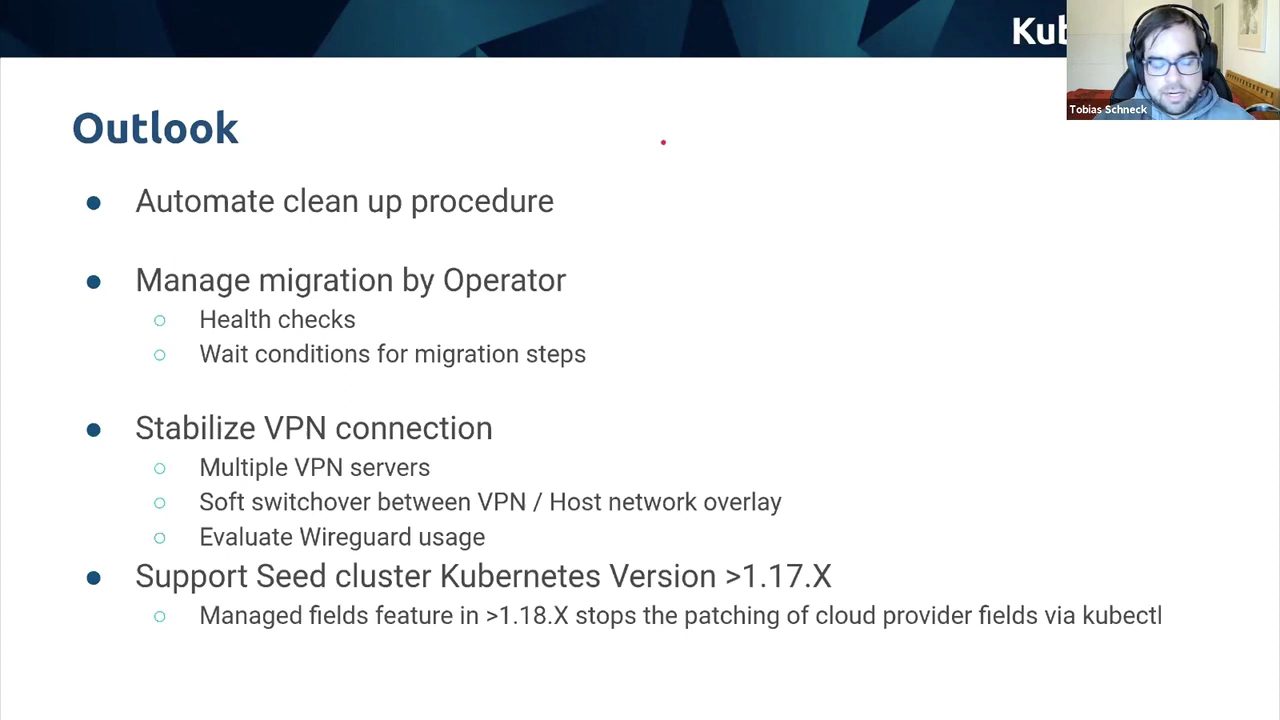 Tobias Schneck
Outlook
Automate clean up procedure
Manage migration by Operator
Health checks
Wait conditions for migration steps
Stabilize VPN connection
Multiple VPN servers
Soft switchover between VPN / Host network overlay
Evaluate Wireguard usage
Support Seed cluster Kubernetes Version >1.17.X
Managed fields feature in >1.18.X stops the patching of cloud provider fields via kubectl